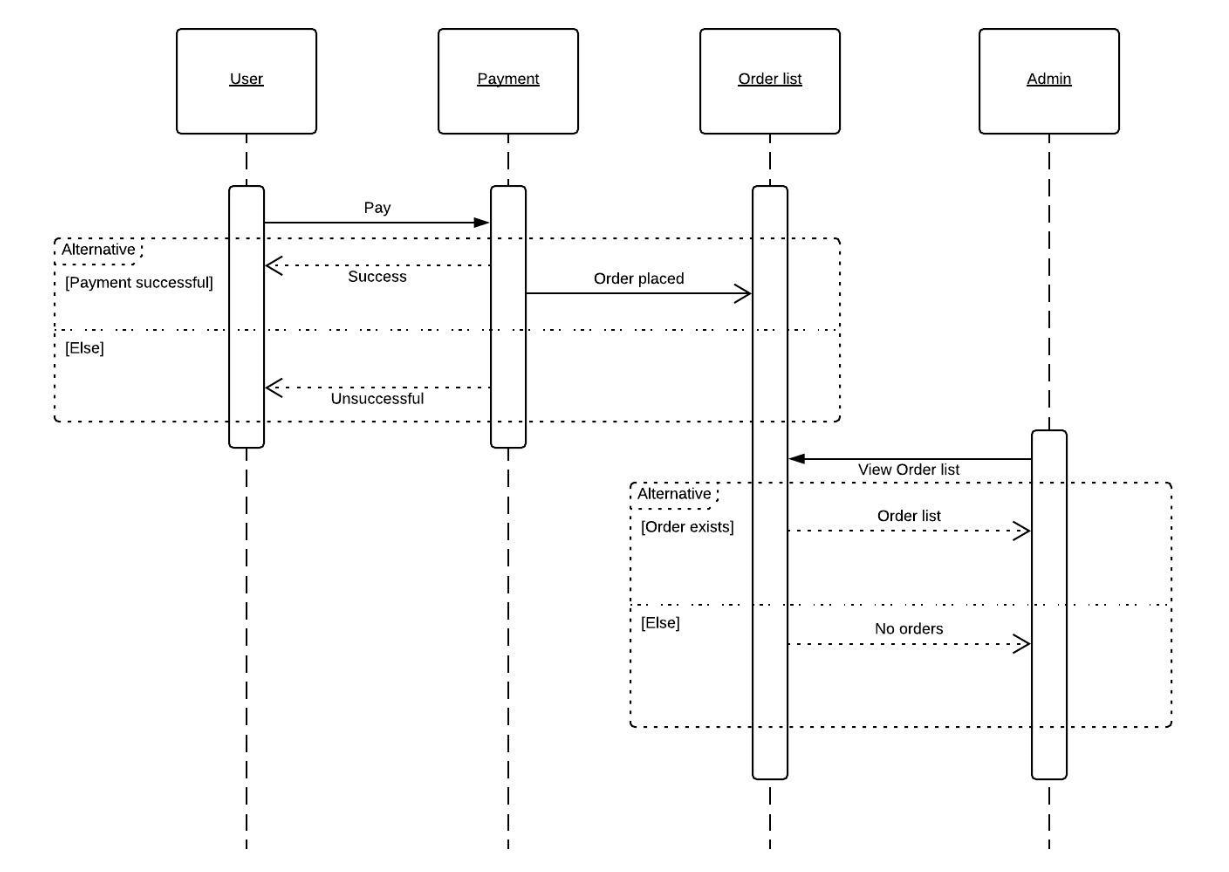 User
Payment
Order list
Admin
Pay
Alternative
[Payment successful]
Success
Order placed
[Else]
Unsuccessful
View Order list
Alternative
[Order exists]
Order list
[Else]
No orders